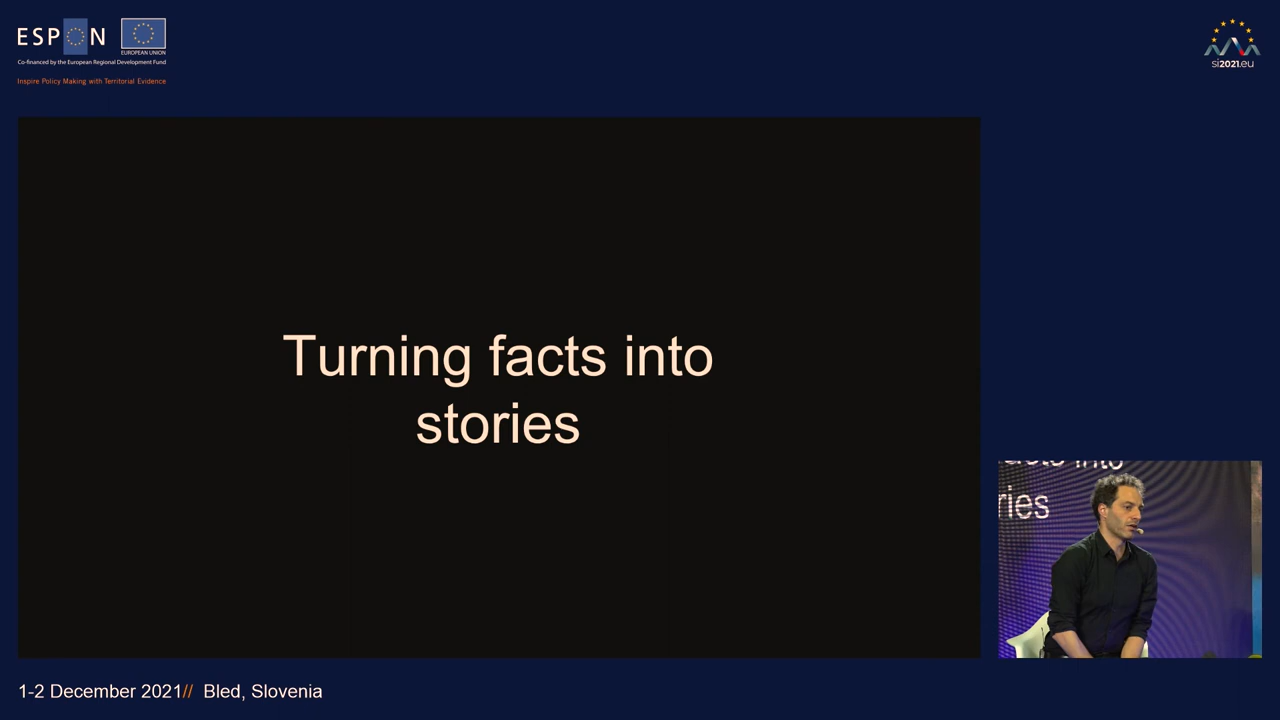 ESPON
EUROPEAN UNION
Co-financed by the European Regional Development Fund
Inspire Policy Making with Territorial Evidence
si2021.eu
Turning facts into
stories
ries
1-2 December 2021// Bled, Slovenia